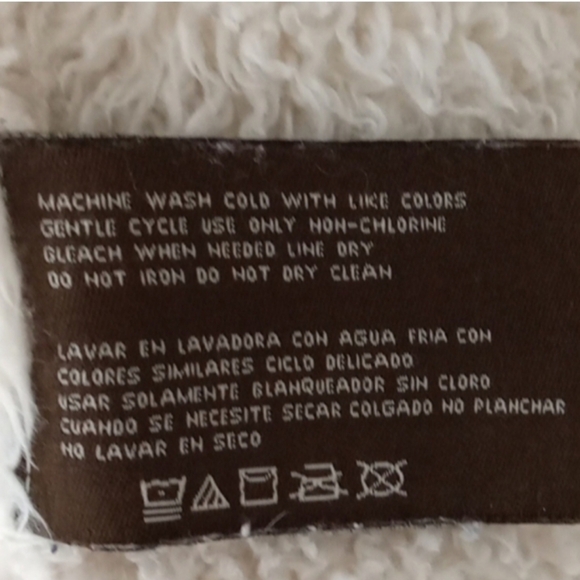 MACHINE WASH COLD WITH LIKE COLORS
GENTLE CYCLE USE ONLY NON-CHLORINE
BLEACH WHEN NEEDED LINE DRY
DO NOT IRON DO NOT DRY CLEAN
LAVAR EN LAVADORA CON AGUA FRIA CON
COLORES SIMILARES CICLO DELICADO
USAR SOLAMENTE BLANQUEADOR SIN CLORO
CUANDO SE NECESITE SECAR COLGADO NO PLANCHAR
NO LAVAR EN SECO